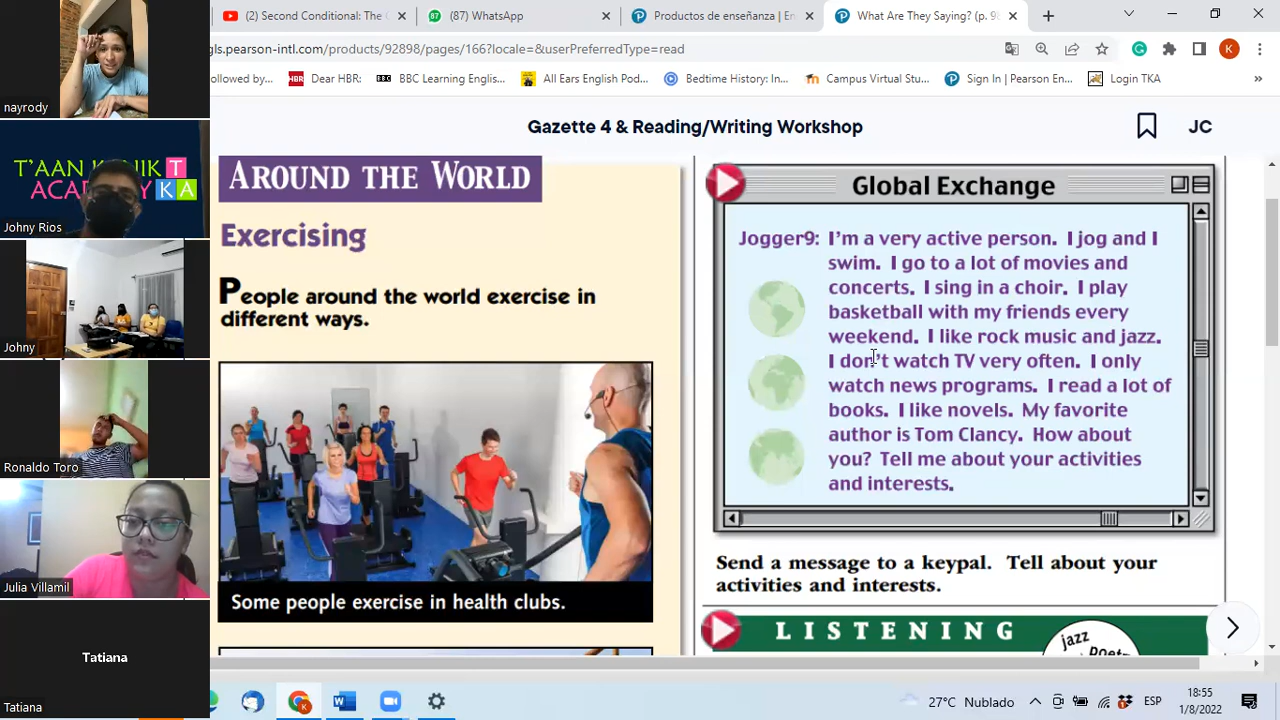 (2) Second Conditional: The C
(87) WhatsApp
Productos de enseñanza | En
What Are They Saying? (p. 98
gls.pearson-intl.com/products/92898/pages/166?locale=&userPreferredType=read
ollowed by...
Dear HBR:
BBC Learning Englis...
All Ears English Pod...
Bedtime History: In...
Campus Virtual Stu...
Sign In | Pearson En...
Login TKA
Gazette 4 & Reading/Writing Workshop
JC
AROUND THE WORLD
Exercising
People around the world exercise in
different ways.
Some people exercise in health clubs.
Global Exchange
Jogger9: I'm a very active person. I jog and I
swim. I go to a lot of movies and
concerts. I sing in a choir. I play
basketball with my friends every
weekend. I like rock music and jazz.
I don't watch TV very often. I only
watch news programs. I read a lot of
books. I like novels. My favorite
author is Tom Clancy. How about
you? Tell me about your activities
and interests.
Send a message to a keypal. Tell about your
activities and interests.
LISTENING
jazz
poetry
nayrody
Johny Rios
Johny
Ronaldo Toro
Julia Villamil
Tatiana
Tatiana
27°C Nublado
ESP
18:55
1/8/2022